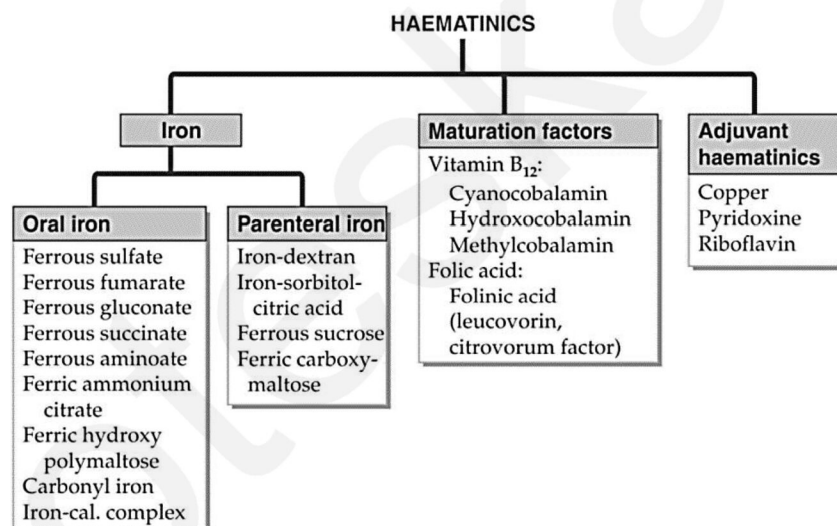 HAEMATINICS
Iron
Oral iron
Ferrous sulfate
Ferrous fumarate
Ferrous gluconate
Ferrous succinate
Ferrous aminoate
Ferric ammonium
citrate
Ferric hydroxy
polymaltose
Carbonyl iron
Iron-cal. complex
Parenteral iron
Iron-dextran
Iron-sorbitol-
citric acid
Ferrous sucrose
Ferric carboxy-
maltose
Maturation factors
Vitamin B12:
Cyanocobalamin
Hydroxocobalamin
Methylcobalamin
Folic acid:
Folinic acid
(leucovorin,
citrovorum factor)
Adjuvant
haematinics
Copper
Pyridoxine
Riboflavin